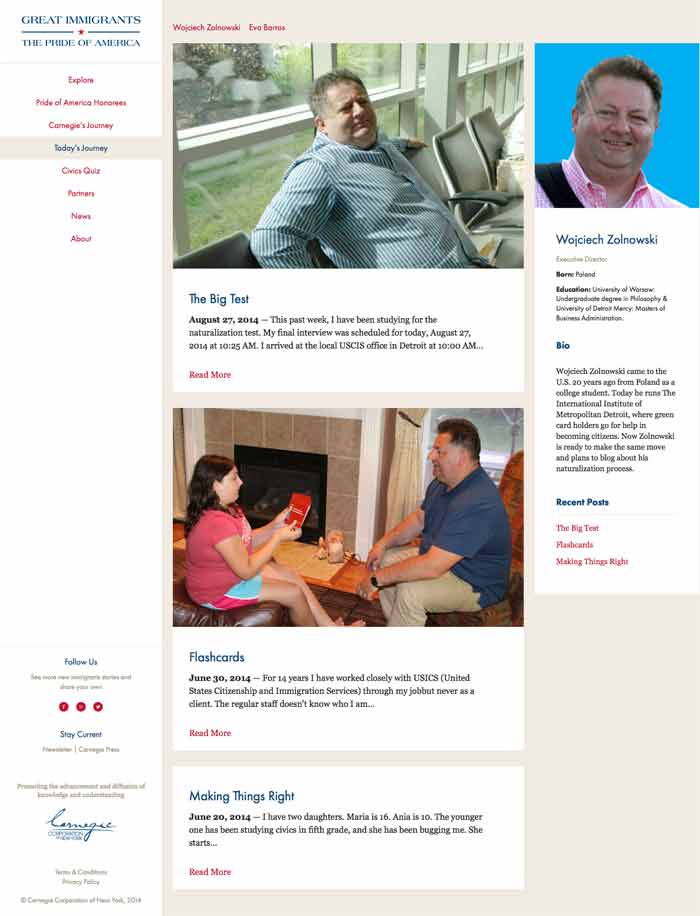 GREAT IMMIGRANTS
THE PRIDE OF AMERICA
Explore
Pride of America Honorees
Carnegie's Journey
Today's Journey
Civics Quiz
Partners
News
About
Follow Us
See more new immigrants stories and
share your own
Stay Current
Newsletter | Carnegie Press
Promoting the advancement and diffusion of
knowledge and understanding
Carnegie
CORPORATION
OF NEW YORK
Terms & Conditions
Privacy Policy
© Carnegie Corporation of New York, 2014
Wojciech Zolnowski Eva Barros
The Big Test
August 27, 2014 — This past week, I have been studying for the
naturalization test. My final interview was scheduled for today, August 27,
2014 at 10:25 AM. I arrived at the local USCIS office in Detroit at 10:00 AM...
Read More
Flashcards
June 30, 2014 — For 14 years I have worked closely with USICS (United
States Citizenship and Immigration Services) through my jobbut never as a
client. The regular staff doesn't know who I am...
Read More
Making Things Right
June 20, 2014 — I have two daughters. Maria is 16. Ania is 10. The younger
one has been studying civics in fifth grade, and she has been bugging me. She
starts...
Read More
Wojciech Zolnowski
Executive Director
Born: Poland
Education: University of Warsaw:
Undergraduate degree in Philosophy &
University of Detroit Mercy: Masters of
Business Administration.
Bio
Wojciech Zolnowski came to the
U.S. 20 years ago from Poland as a
college student. Today he runs The
International Institute of
Metropolitan Detroit, where green
card holders go for help in
becoming citizens. Now Zolnowski
is ready to make the same move
and plans to blog about his
naturalization process.
Recent Posts
The Big Test
Flashcards
Making Things Right